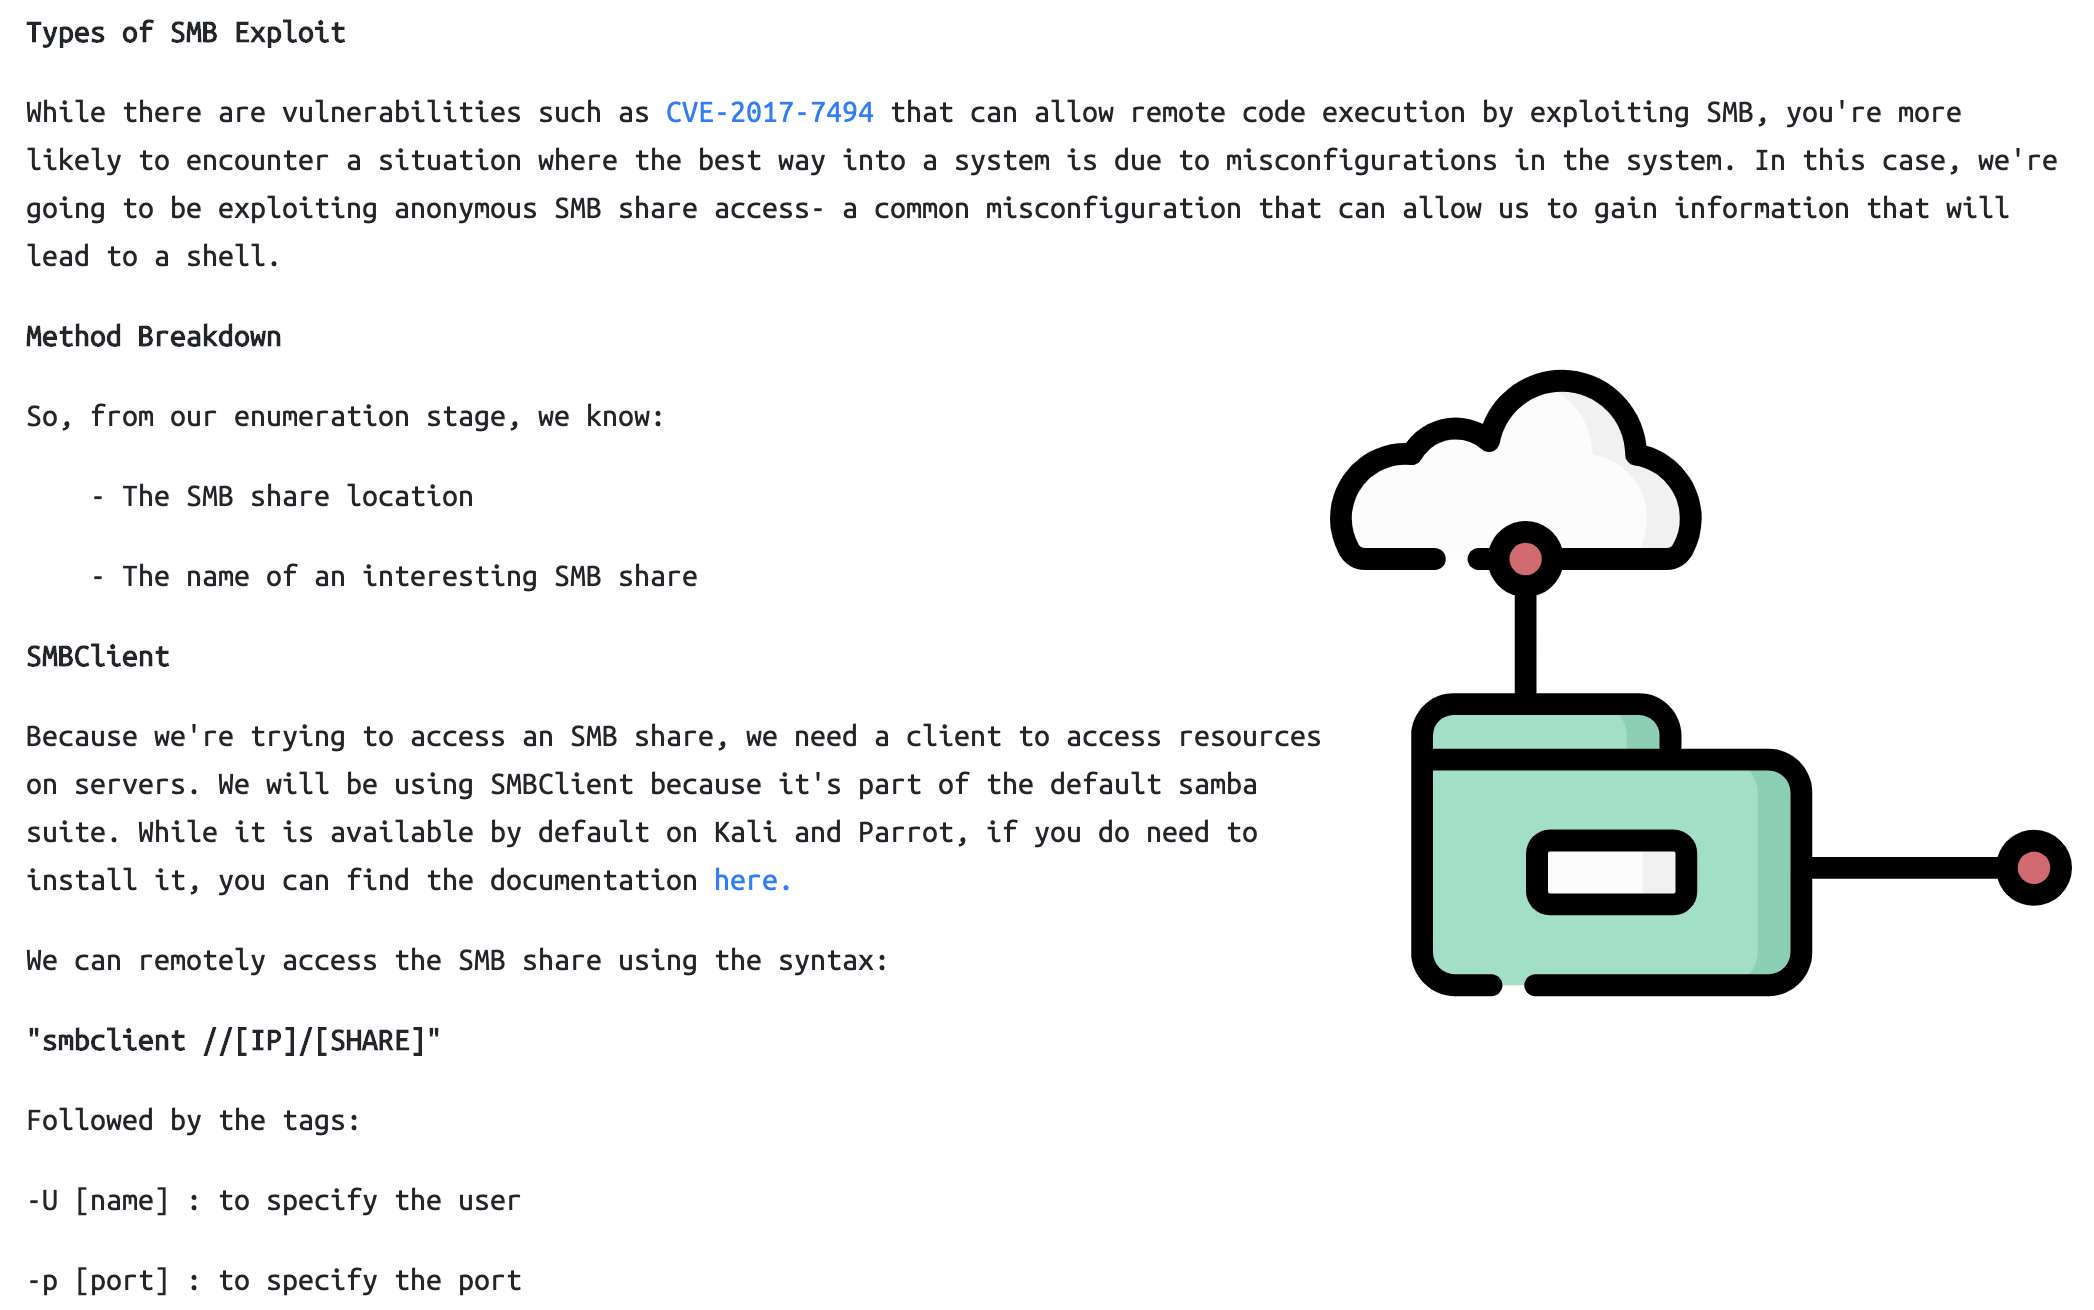 Types of SMB Exploit
While there are vulnerabilities such as CVE-2017-7494 that can allow remote code execution by exploiting SMB, you're more
likely to encounter a situation where the best way into a system is due to misconfigurations in the system. In this case, we're
going to be exploiting anonymous SMB share access- a common misconfiguration that can allow us to gain information that will
lead to a shell.
Method Breakdown
So, from our enumeration stage, we know:
- The SMB share location
- The name of an interesting SMB share
SMBClient
Because we're trying to access an SMB share, we need a client to access resources
on servers. We will be using SMBClient because it's part of the default samba
suite. While it is available by default on Kali and Parrot, if you do need to
install it, you can find the documentation here.
We can remotely access the SMB share using the syntax:
"smbclient //[IP]/[SHARE]"
Followed by the tags:
-U [name] : to specify the user
-p [port] : to specify the port